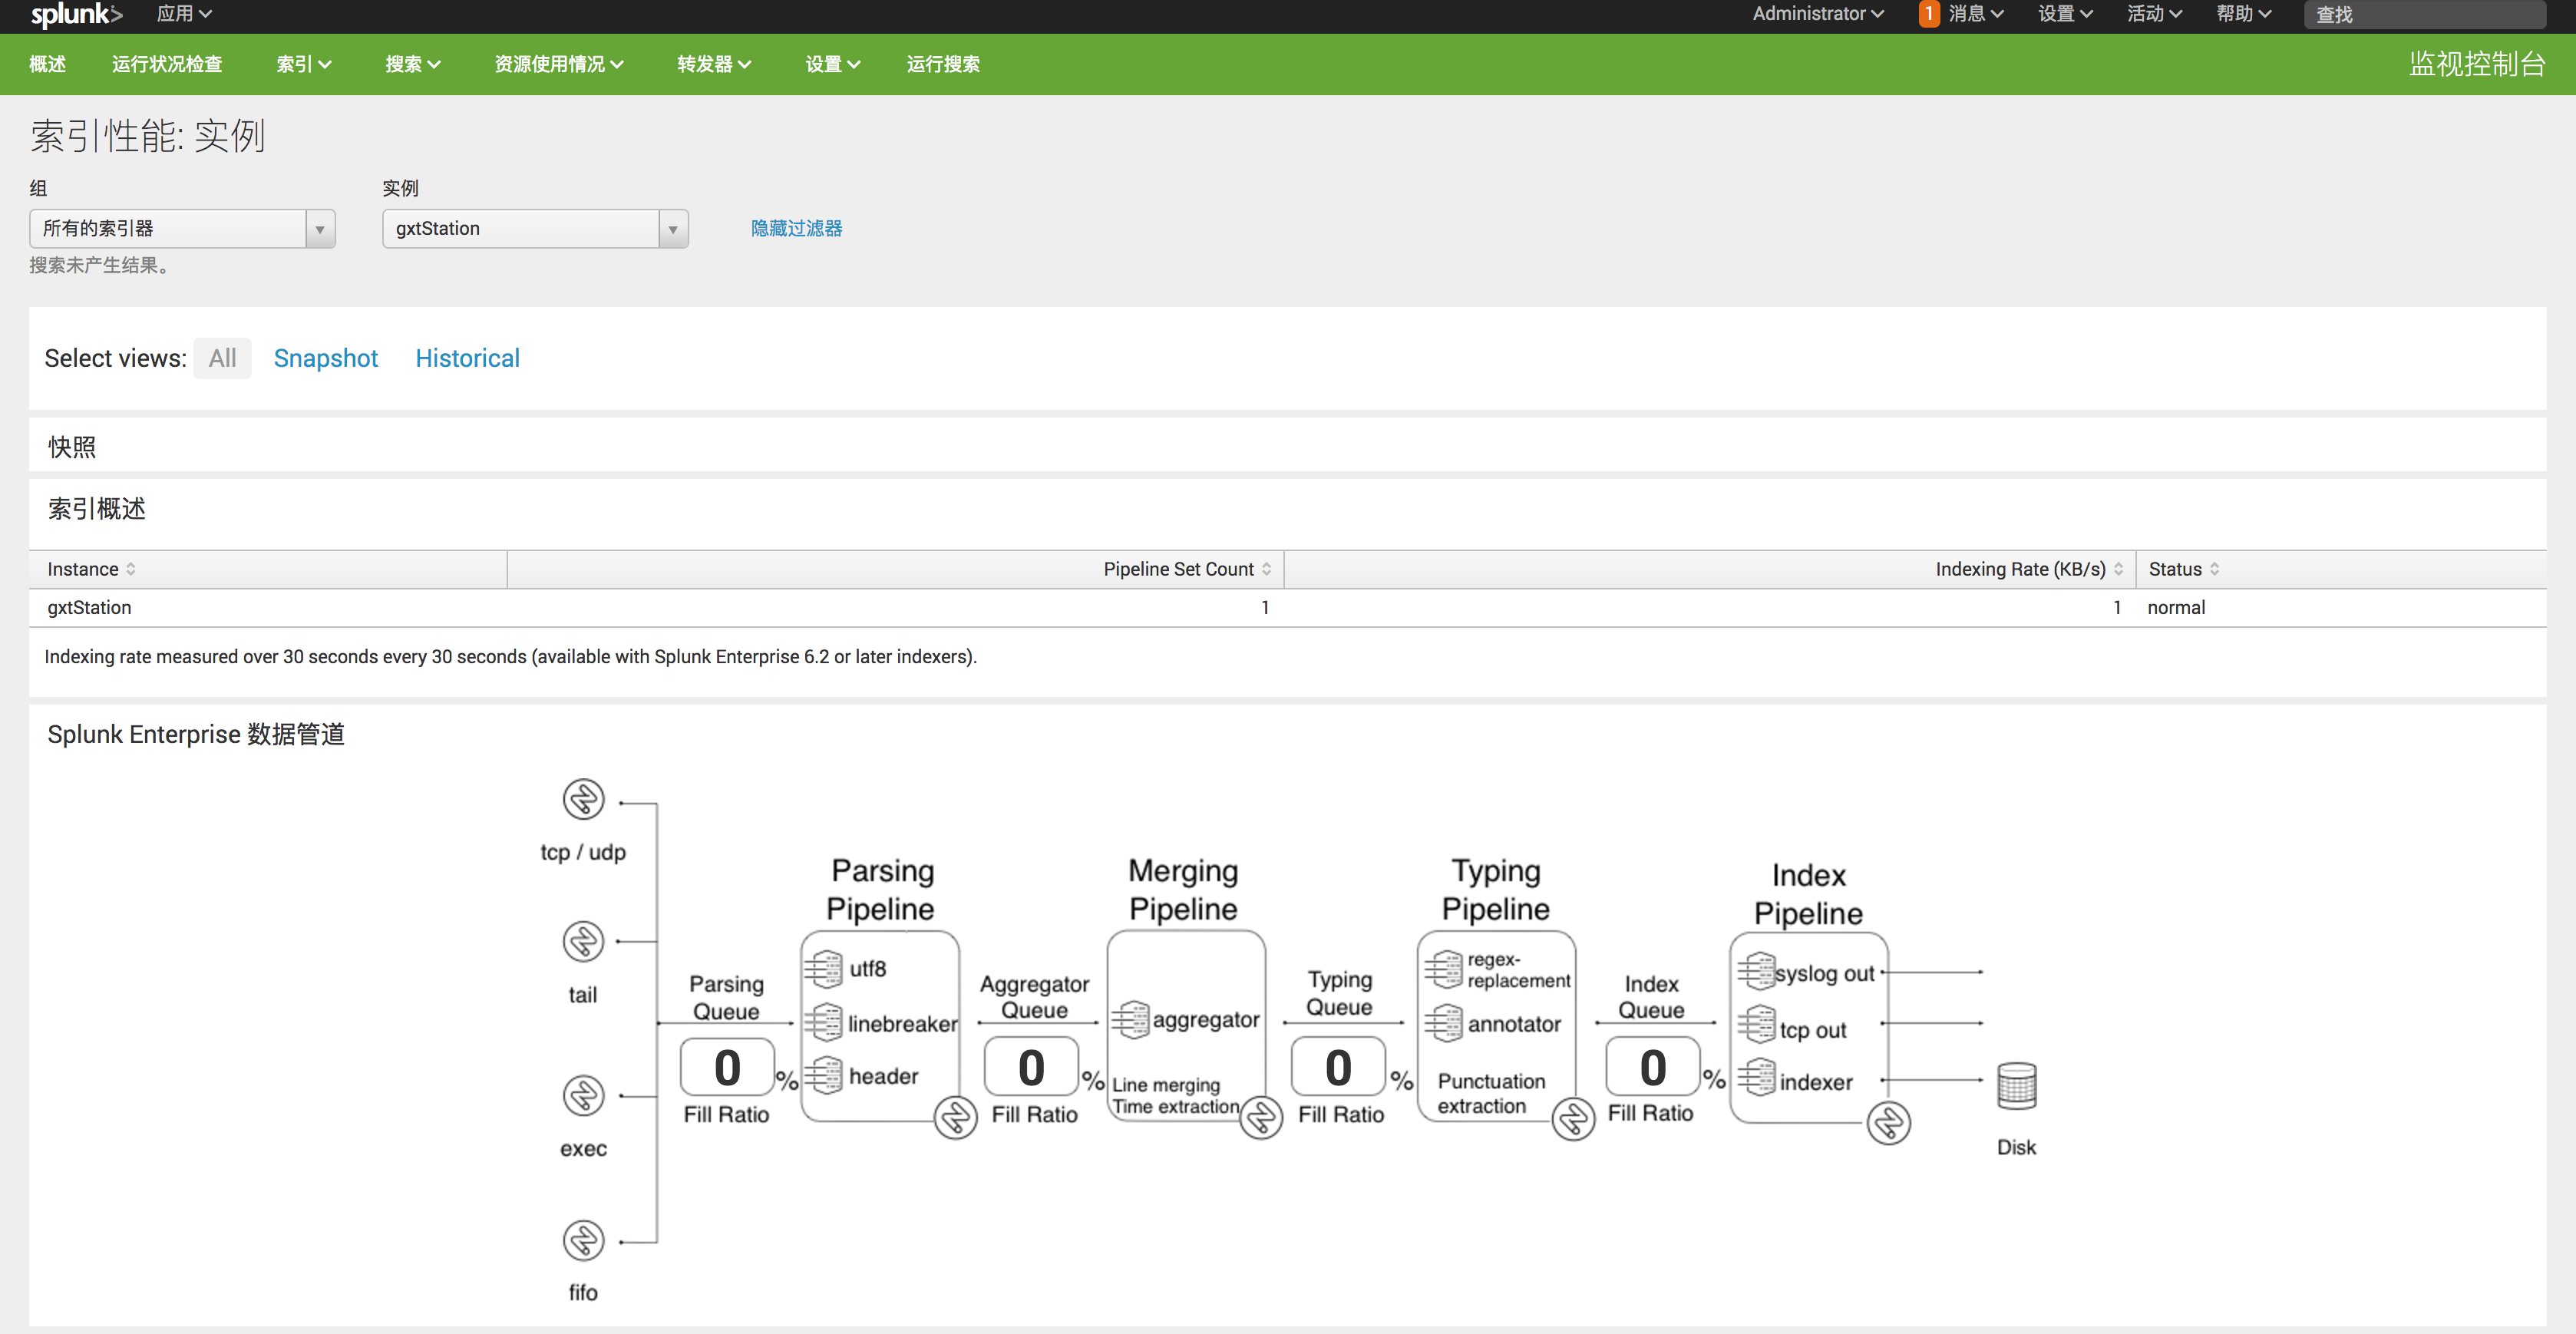 splunk> 应用 Administrator 1 消息 设置 活动 帮助 查找
概述 运行状况检查 索引 搜索 资源使用情况 转发器 设置 运行搜索 监视控制台
索引性能: 实例
组 实例
所有的索引器 gxtStation 隐藏过滤器
搜索未产生结果。
Select views: All Snapshot Historical
快照
索引概述
Instance Pipeline Set Count Indexing Rate (KB/s) Status
gxtStation 1 1 normal
Indexing rate measured over 30 seconds every 30 seconds (available with Splunk Enterprise 6.2 or later indexers).
Splunk Enterprise 数据管道
tcp / udp
tail
exec
fifo
Parsing
Queue
0 %
Fill Ratio
Parsing
Pipeline
utf8
linebreaker
header
Aggregator
Queue
0 %
Fill Ratio
Merging
Pipeline
aggregator
Line merging
Time extraction
Typing
Queue
0 %
Fill Ratio
Typing
Pipeline
regex-
replacement
annotator
Punctuation
extraction
Index
Queue
0 %
Fill Ratio
Index
Pipeline
syslog out
tcp out
indexer
Disk